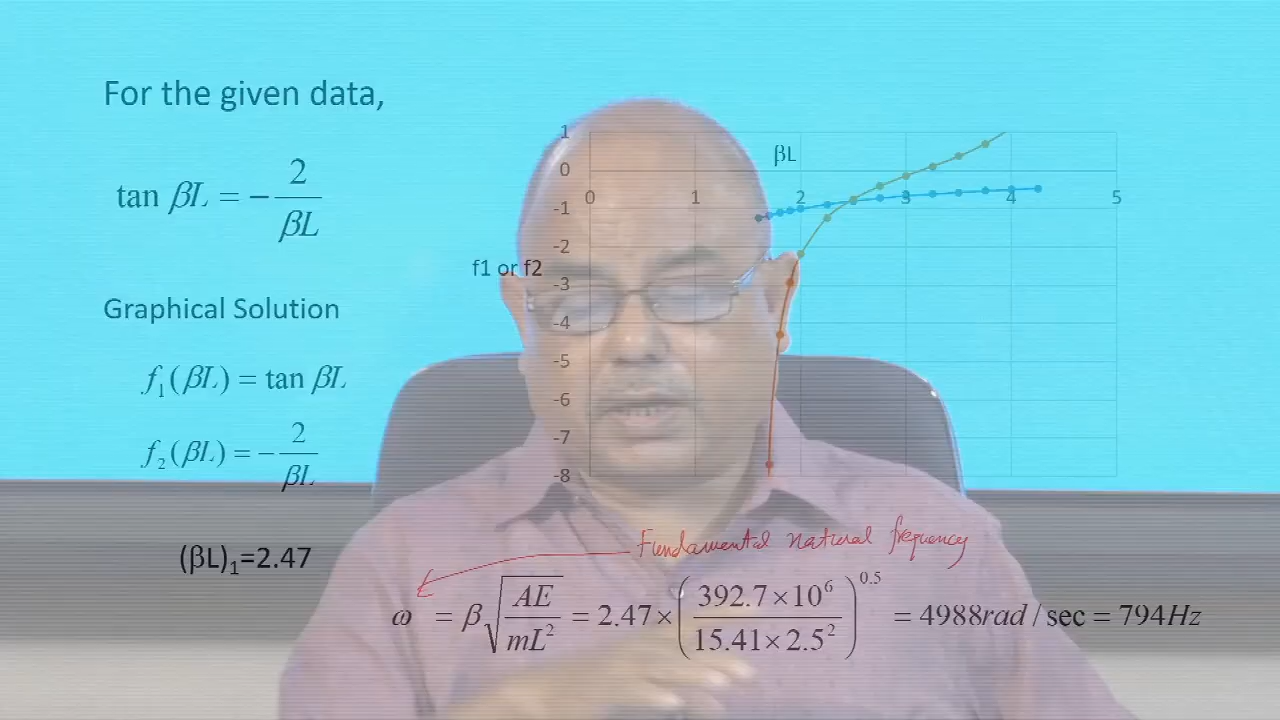 For the given data,
tan βL = - 2/βL
Graphical Solution
f₁(βL) = tan βL
f₂(βL) = - 2/βL
(βL)₁=2.47
βL
f1 or f2
1
0
-1
-2
-3
-4
-5
-6
-7
-8
0 1 2 3 4 5
Fundamental natural frequency
ω = β√(AE/mL²) = 2.47×(392.7×10⁶/15.41×2.5²)^0.5 = 4988rad / sec = 794Hz